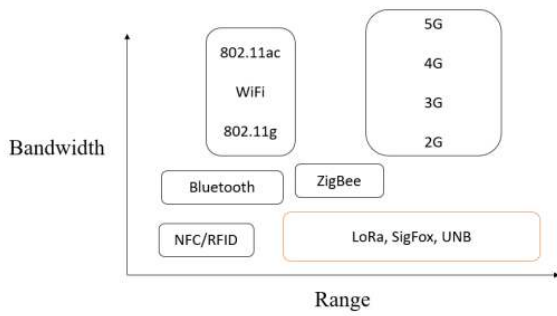 5G
802.11ac
4G
WiFi
3G
802.11g
2G
Bandwidth
Bluetooth
ZigBee
NFC/RFID
LoRa, SigFox, UNB
Range